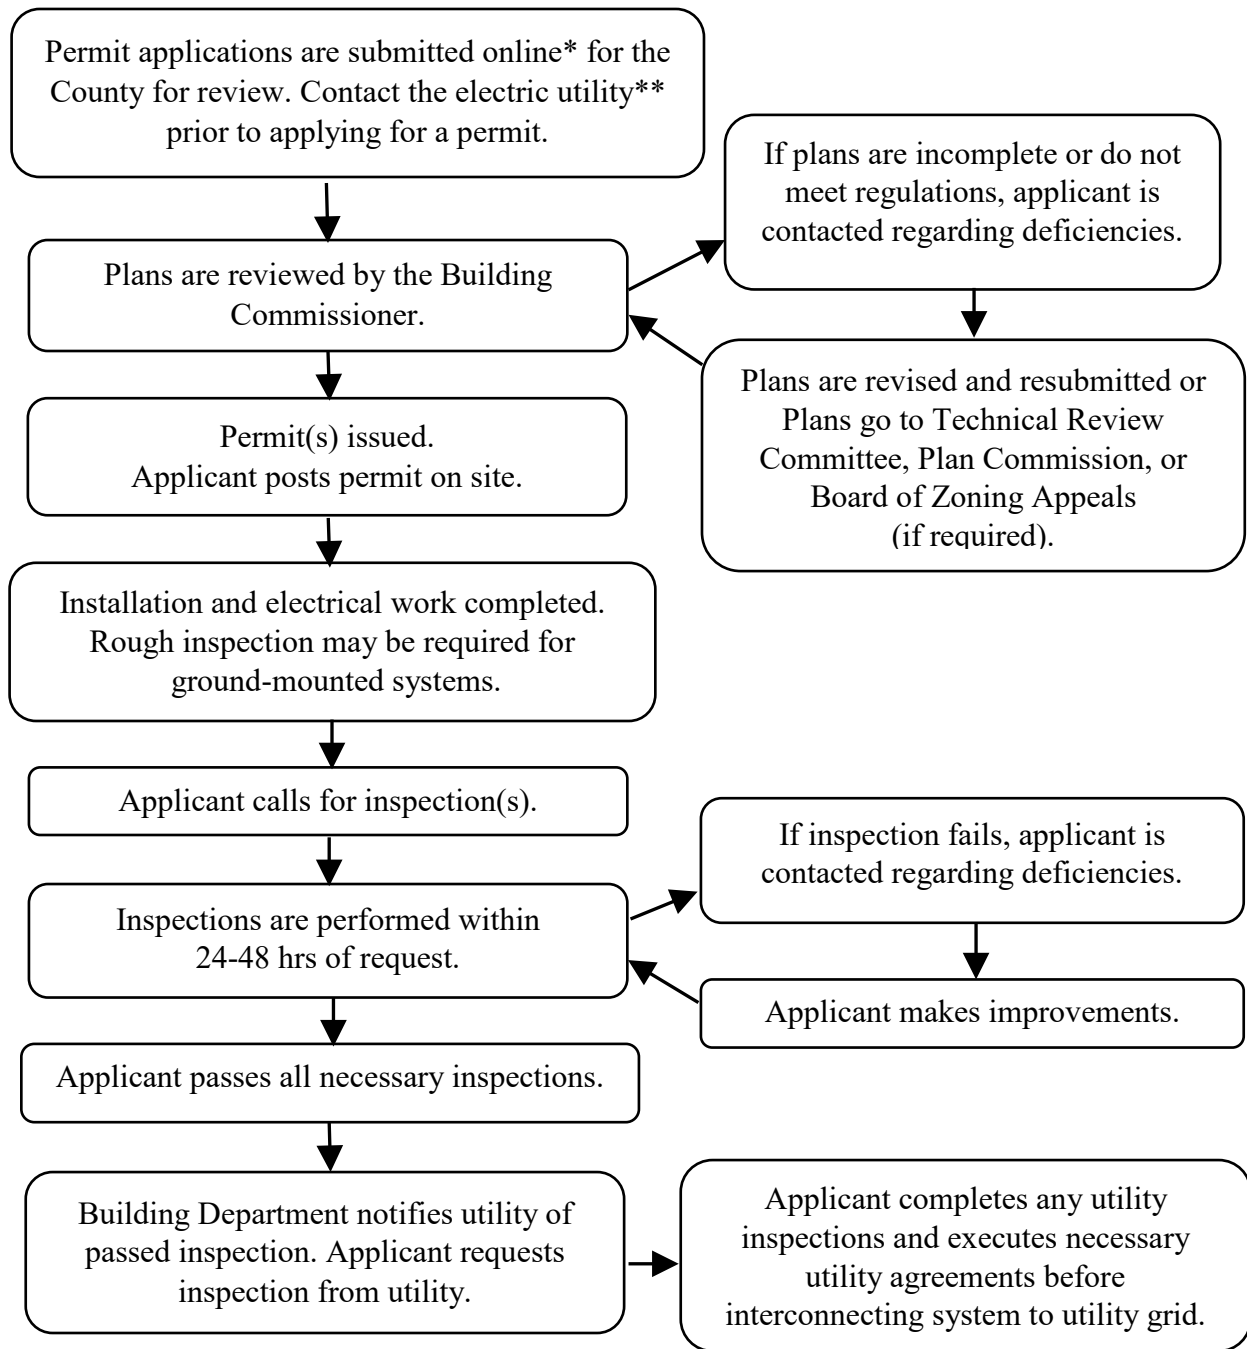 Permit applications are submitted online* for the
County for review. Contact the electric utility**
prior to applying for a permit.
If plans are incomplete or do not
meet regulations, applicant is
contacted regarding deficiencies.
Plans are reviewed by the Building
Commissioner.
Plans are revised and resubmitted or
Plans go to Technical Review
Committee, Plan Commission, or
Board of Zoning Appeals
(if required).
Permit(s) issued.
Applicant posts permit on site.
Installation and electrical work completed.
Rough inspection may be required for
ground-mounted systems.
Applicant calls for inspection(s).
If inspection fails, applicant is
contacted regarding deficiencies.
Inspections are performed within
24-48 hrs of request.
Applicant makes improvements.
Applicant passes all necessary inspections.
Building Department notifies utility of
passed inspection. Applicant requests
inspection from utility.
Applicant completes any utility
inspections and executes necessary
utility agreements before
interconnecting system to utility grid.